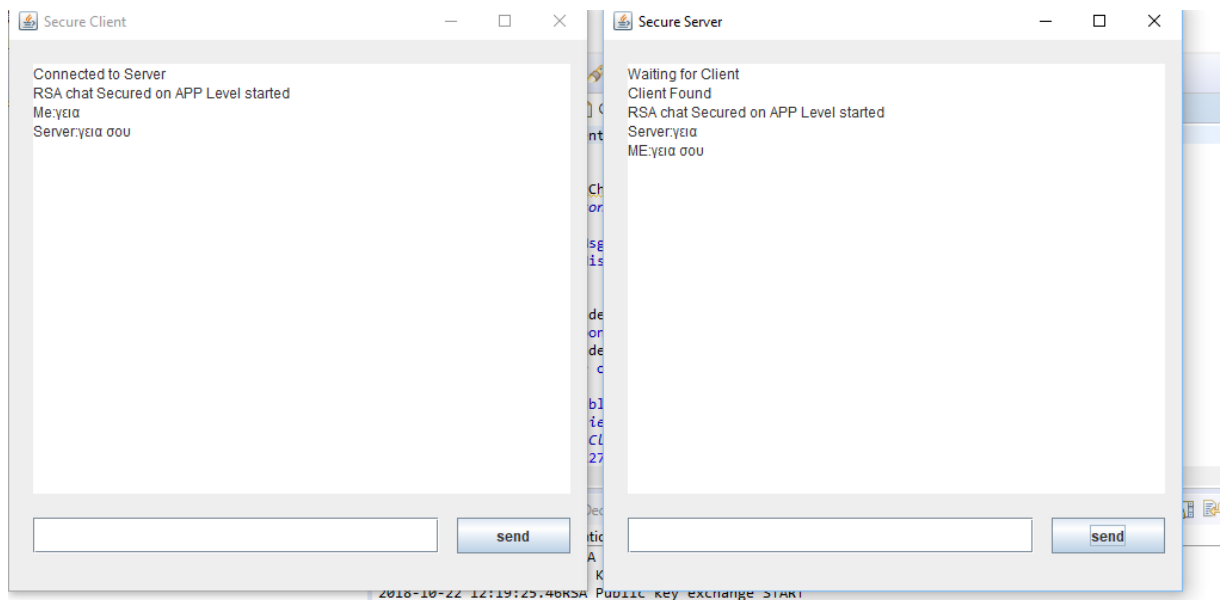 Secure Client
Connected to Server
RSA chat Secured on APP Level started
Me:γεια
Server:γεια σου
send
Secure Server
Waiting for Client
Client Found
RSA chat Secured on APP Level started
Server:γεια
ME:γεια σου
send
2018-10-22 12:19:25.46RSA Public key exchange START